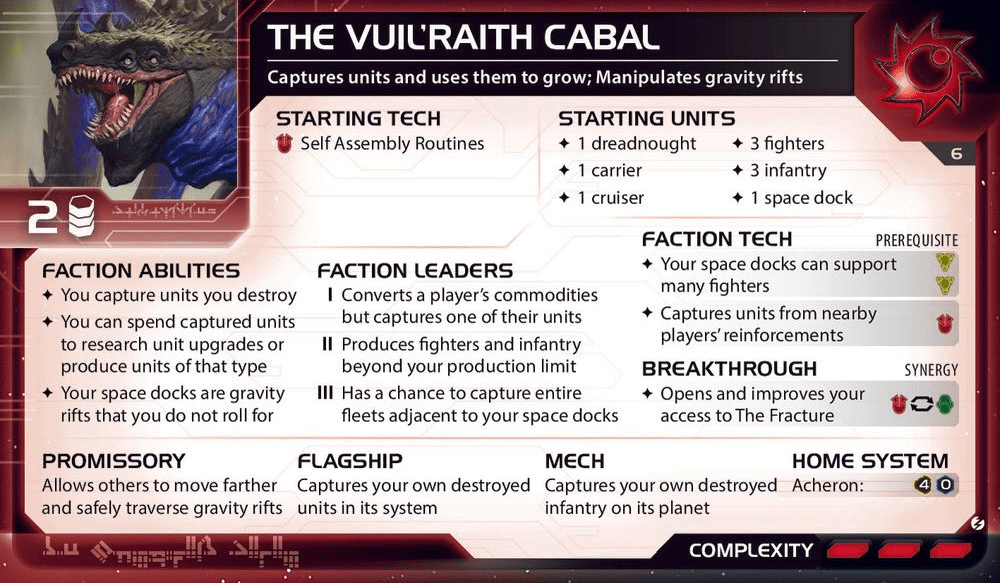 THE VUIL'RAITH CABAL
Captures units and uses them to grow; Manipulates gravity rifts
6
2
STARTING TECH
Self Assembly Routines
STARTING UNITS
1 dreadnought
1 carrier
1 cruiser
3 fighters
3 infantry
1 space dock
FACTION ABILITIES
You capture units you destroy
You can spend captured units
to research unit upgrades or
produce units of that type
Your space docks are gravity
rifts that you do not roll for
FACTION LEADERS
I Converts a player's commodities
but captures one of their units
II Produces fighters and infantry
beyond your production limit
III Has a chance to capture entire
fleets adjacent to your space docks
FACTION TECH PREREQUISITE
Your space docks can support
many fighters
Captures units from nearby
players' reinforcements
BREAKTHROUGH SYNERGY
Opens and improves your
access to The Fracture
PROMISSORY
Allows others to move farther
and safely traverse gravity rifts
FLAGSHIP
Captures your own destroyed
units in its system
MECH
Captures your own destroyed
infantry on its planet
HOME SYSTEM
Acheron: 4 0
COMPLEXITY